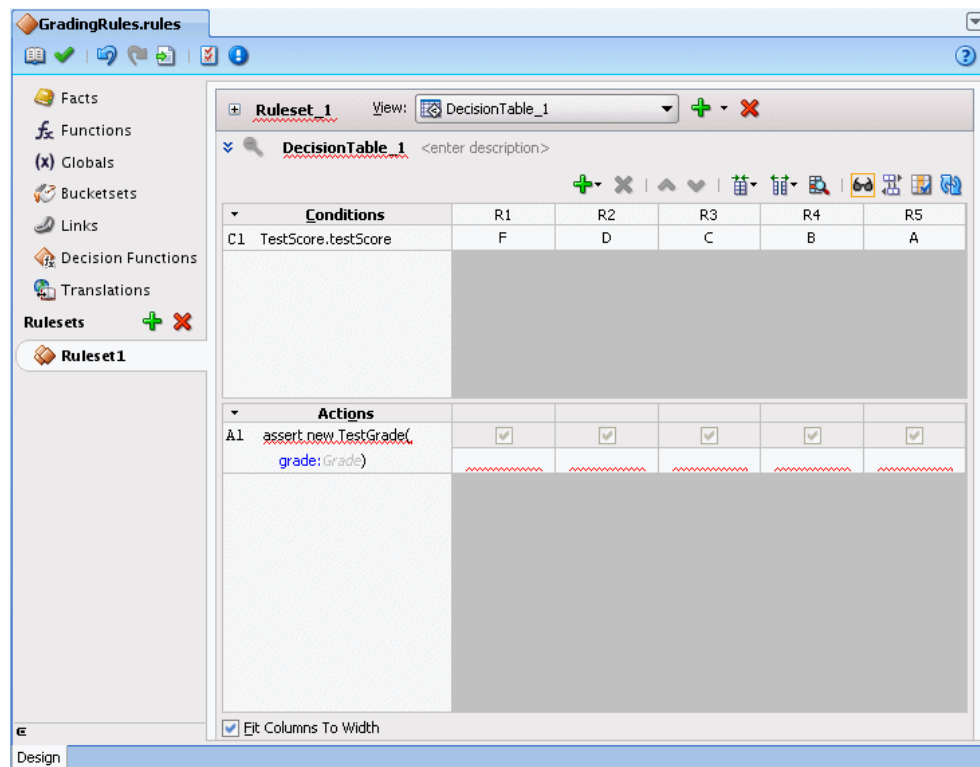 GradingRules.rules
Facts
Functions
Globals
Bucketsets
Links
Decision Functions
Translations
Rulesets
Ruleset1
Ruleset_1 View: DecisionTable_1
DecisionTable_1 <enter description>
Conditions R1 R2 R3 R4 R5
C1 TestScore.testScore F D C B A
Actions
A1 assert new TestGrade(
grade:Grade)
Fit Columns To Width
Design